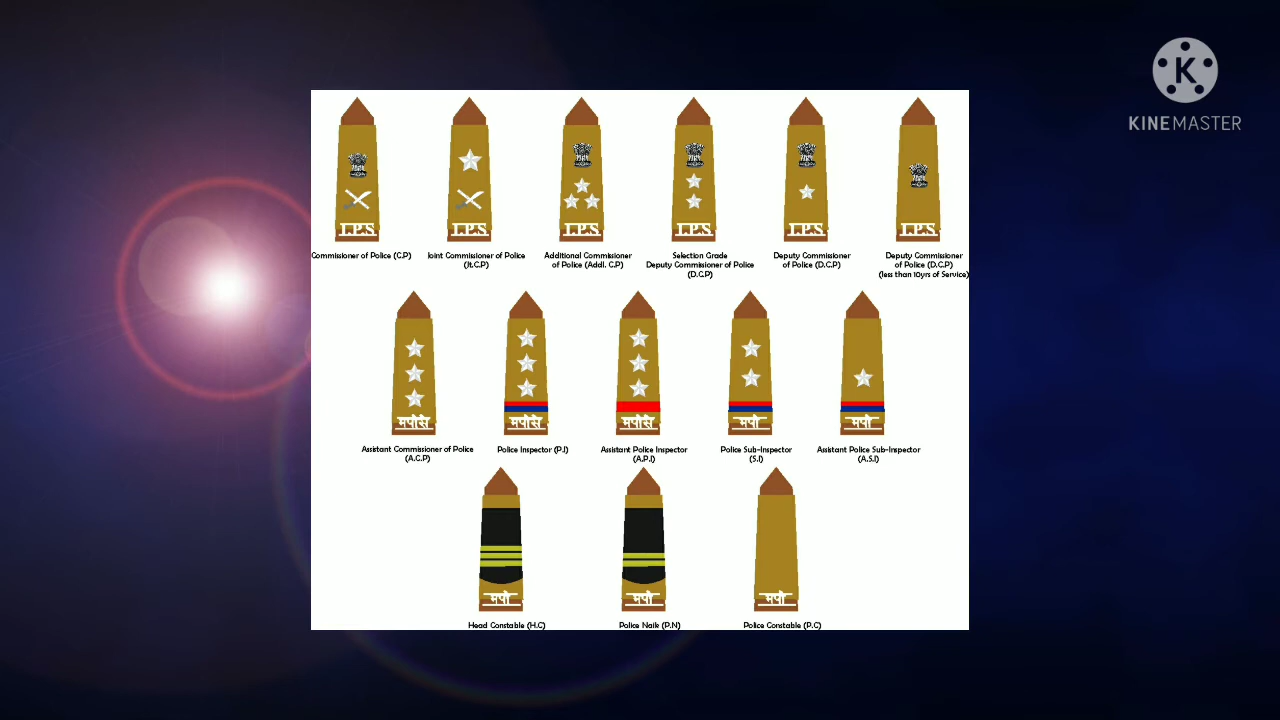 KINEMASTER
I.P.S I.P.S I.P.S I.P.S I.P.S I.P.S
Commissioner of Police (C.P)
Joint Commissioner of Police
(Jt.C.P)
Additional Commissioner
of Police (Addl. C.P)
Selection Grade
Deputy Commissioner of Police
(D.C.P)
Deputy Commissioner
of Police (D.C.P)
Deputy Commissioner
of Police (D.C.P)
(less than 10yrs of Service)
मपोसे मपोसे मपोसे मपो मपो
Assistant Commissioner of Police
(A.C.P)
Police Inspector (P.I)
Assistant Police Inspector
(A.P.I)
Police Sub-Inspector
(S.I)
Assistant Police Sub-Inspector
(A.S.I)
मपो मपो मपो
Head Constable (H.C)
Police Naik (P.N)
Police Constable (P.C)